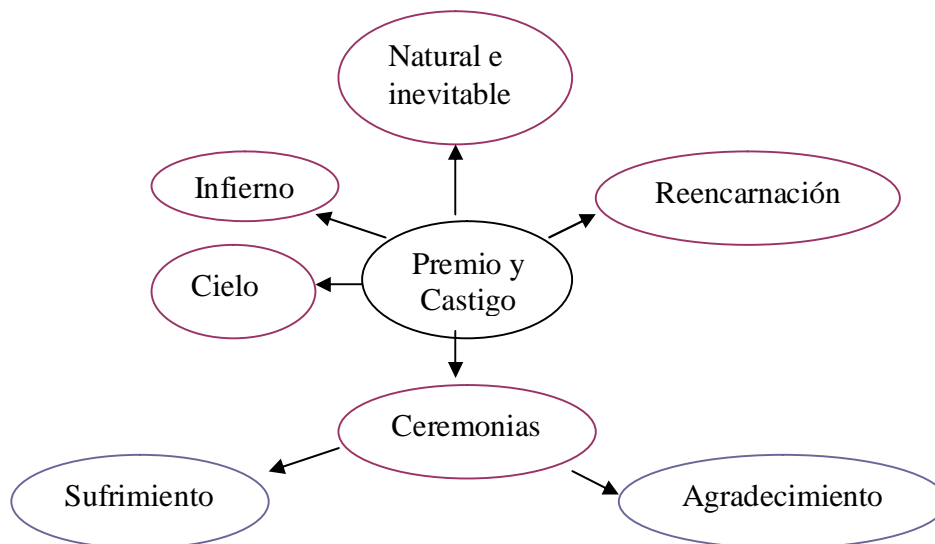 Natural e
inevitable
Infierno
Reencarnación
Cielo
Premio y
Castigo
Ceremonias
Sufrimiento
Agradecimiento